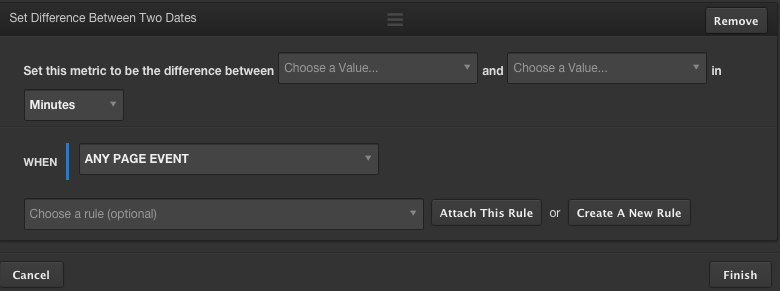 Set Difference Between Two Dates
Remove
Set this metric to be the difference between Choose a Value... and Choose a Value... in
Minutes
WHEN ANY PAGE EVENT
Choose a rule (optional) Attach This Rule or Create A New Rule
Cancel
Finish